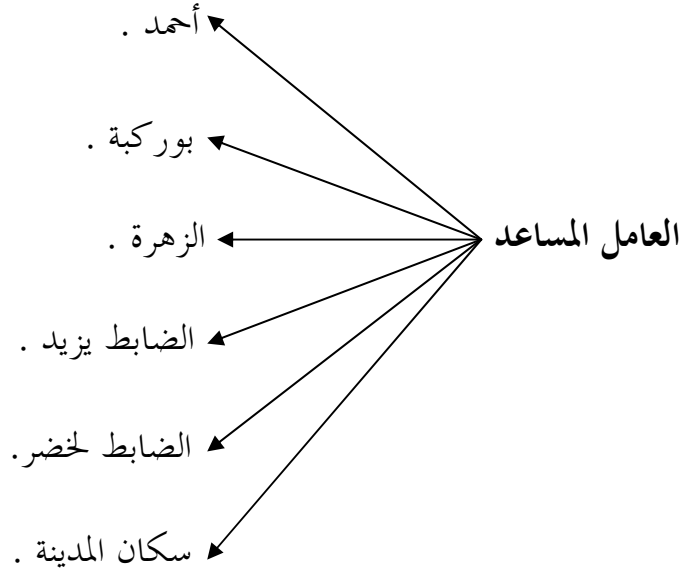 أحمد .
بوركبة .
العامل المساعد
الزهرة .
الضابط يزيد .
الضابط لخضر.
سكان المدينة .